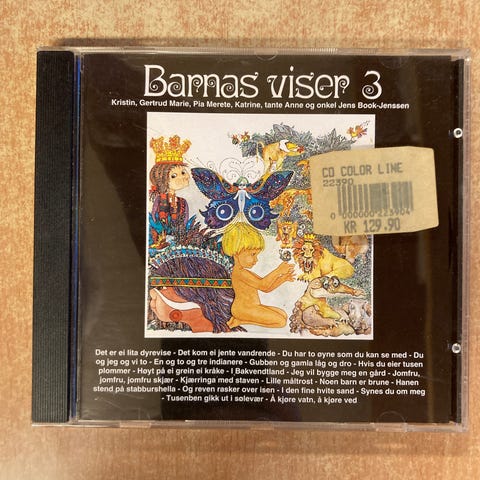 Barnas viser 3
Kristin, Gertrud Marie, Pia Merete, Katrine, tante Anne og onkel Jens Book-Jenssen
CD COLOR LINE
22390
0 000000 223904
KR 129.90
Det er ei lita dyrevise - Det kom ei jente vandrende - Du har to øyne som du kan se med - Du
og jeg og vi to - En og to og tre indianere - Gubben og gamla låg og dro - Hvis du eier tusen
plommer - Høyt på ei grein ei kråke - I Bakvendtland - Jeg vil bygge meg en gård - Jomfru,
jomfru, jomfru skjær - Kjærringa med staven - Lille måltrost - Noen barn er brune - Hanen
stend på stabburshella - Og reven rasker over isen - I den fine hvite sand - Synes du om meg
- Tusenben gikk ut i solevær - Å kjøre vatn, å kjøre ved